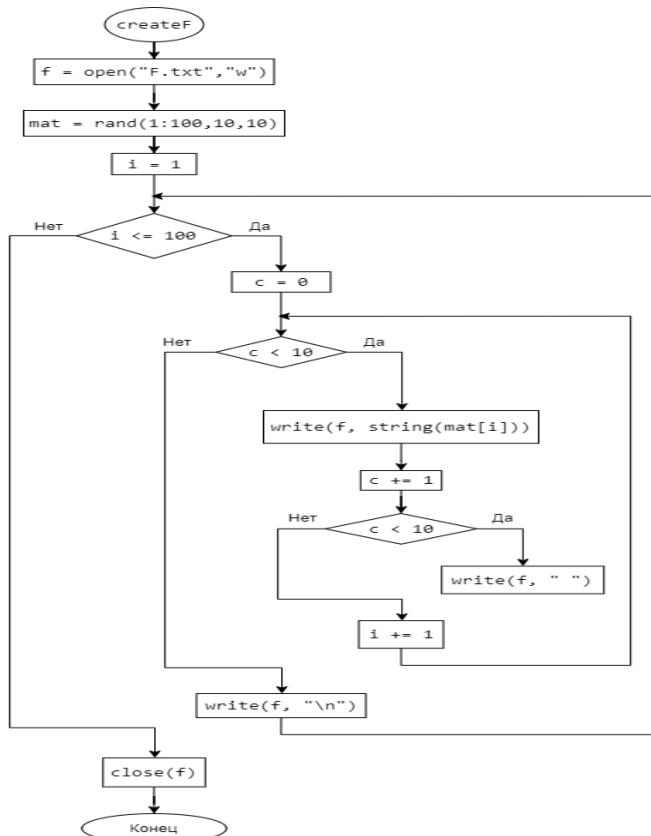 createF
f = open("F.txt","w")
mat = rand(1:100,10,10)
i = 1
Нет
Да
i <= 100
c = 0
Нет
Да
c < 10
write(f, string(mat[i]))
c += 1
Нет
Да
c < 10
write(f, " ")
i += 1
write(f, "\n")
close(f)
Конец